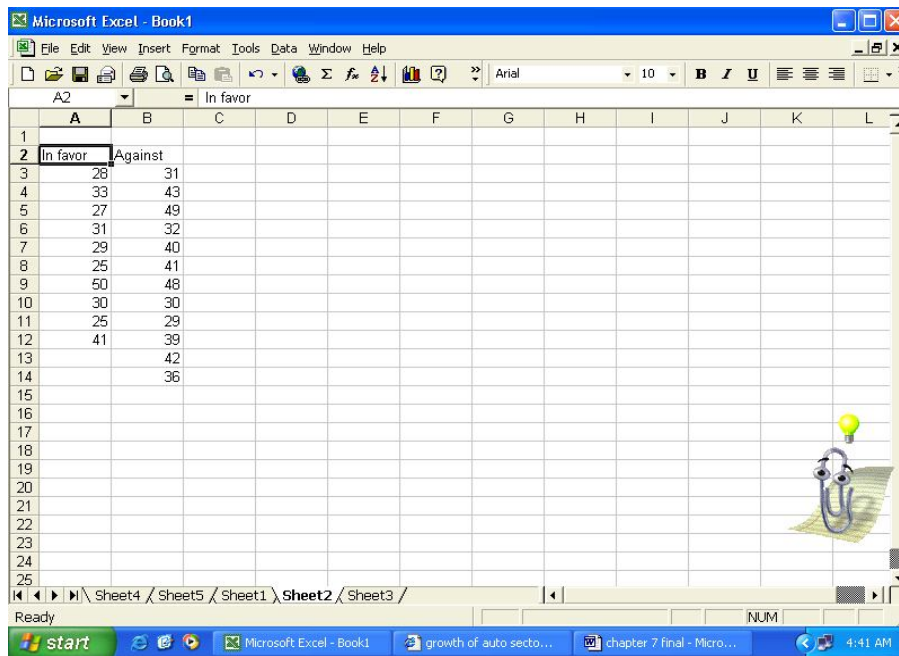 Microsoft Excel - Book1
File Edit View Insert Format Tools Data Window Help
Arial 10 B I U
A2 = In favor
A B C D E F G H I J K L
1
2 In favor Against
3 28 31
4 33 43
5 27 49
6 31 32
7 29 40
8 25 41
9 50 48
10 30 30
11 25 29
12 41 39
13 42
14 36
15
16
17
18
19
20
21
22
23
24
25
Sheet4 Sheet5 Sheet1 Sheet2 Sheet3
Ready NUM
start Microsoft Excel - Book1 growth of auto secto... chapter 7 final - Micro... 4:41 AM